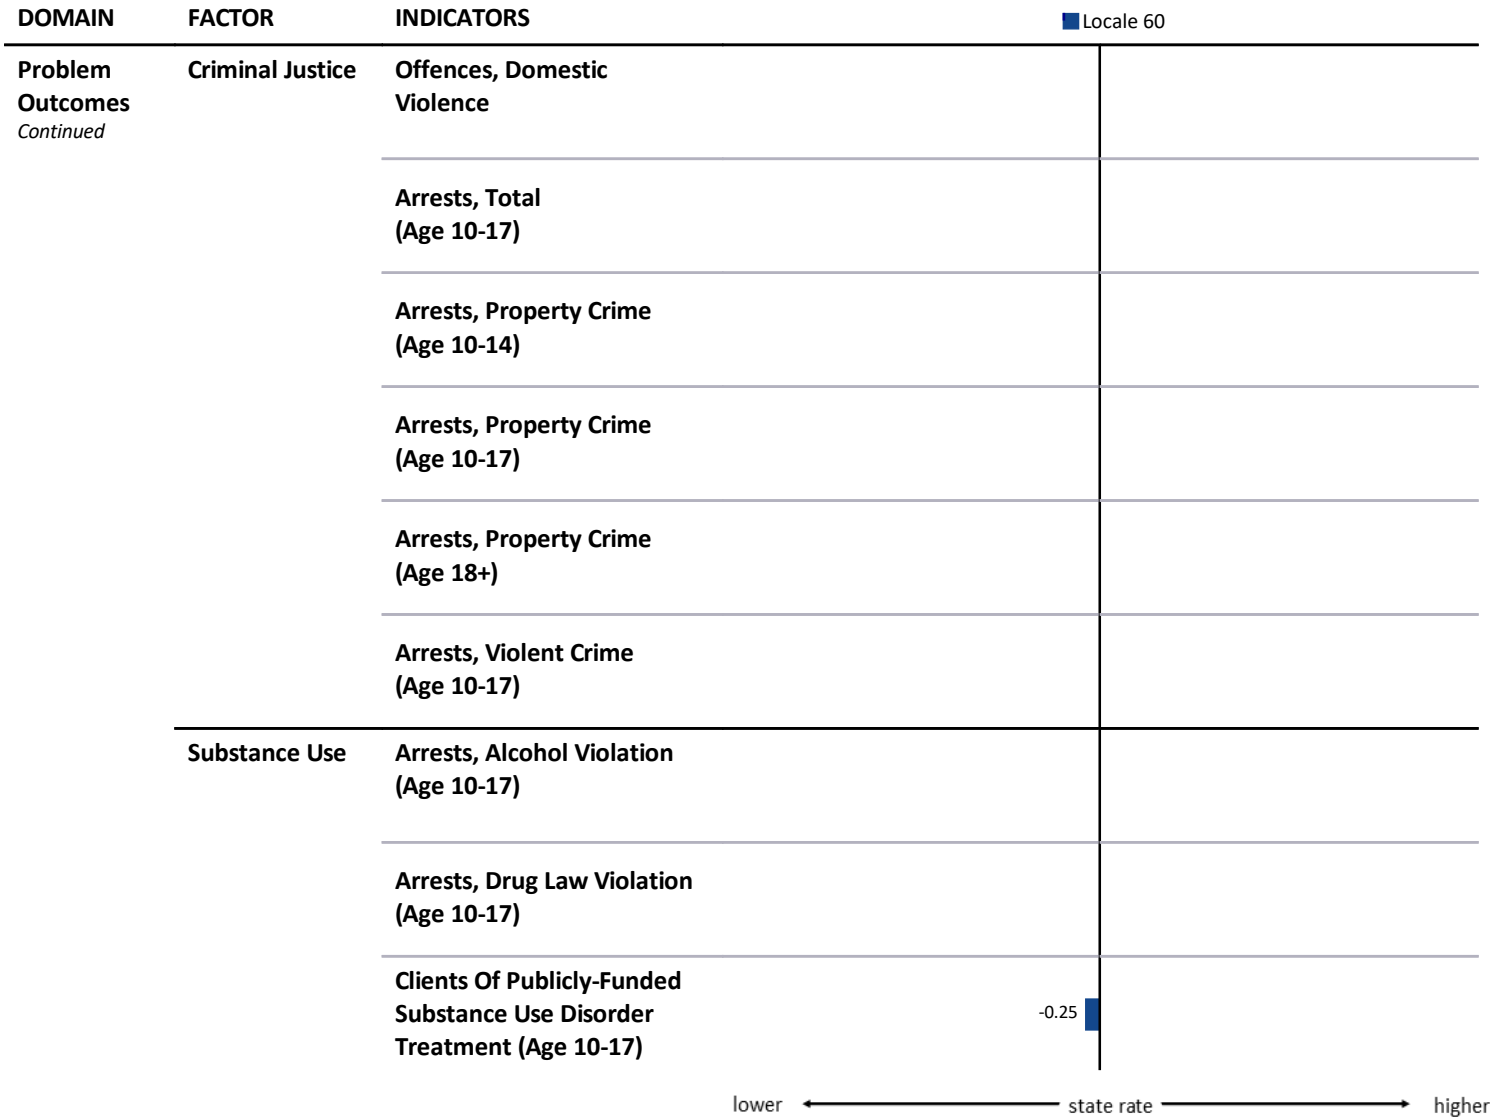 DOMAIN FACTOR INDICATORS
Locale 60
Problem Outcomes
Continued
Criminal Justice
Offences, Domestic
Violence
Arrests, Total
(Age 10-17)
Arrests, Property Crime
(Age 10-14)
Arrests, Property Crime
(Age 10-17)
Arrests, Property Crime
(Age 18+)
Arrests, Violent Crime
(Age 10-17)
Substance Use
Arrests, Alcohol Violation
(Age 10-17)
Arrests, Drug Law Violation
(Age 10-17)
Clients Of Publicly-Funded
Substance Use Disorder
Treatment (Age 10-17)
-0.25
lower state rate higher